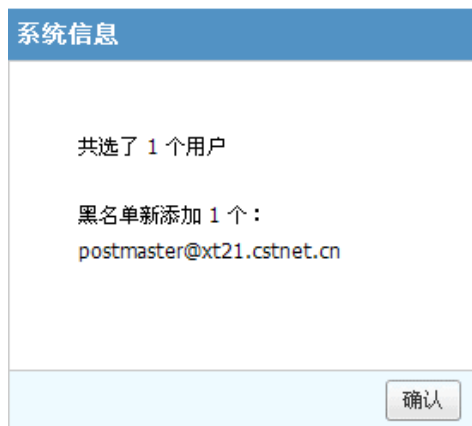 系统信息
共选了 1 个用户
黑名单新添加 1 个：
postmaster@xt21.cstnet.cn
确认